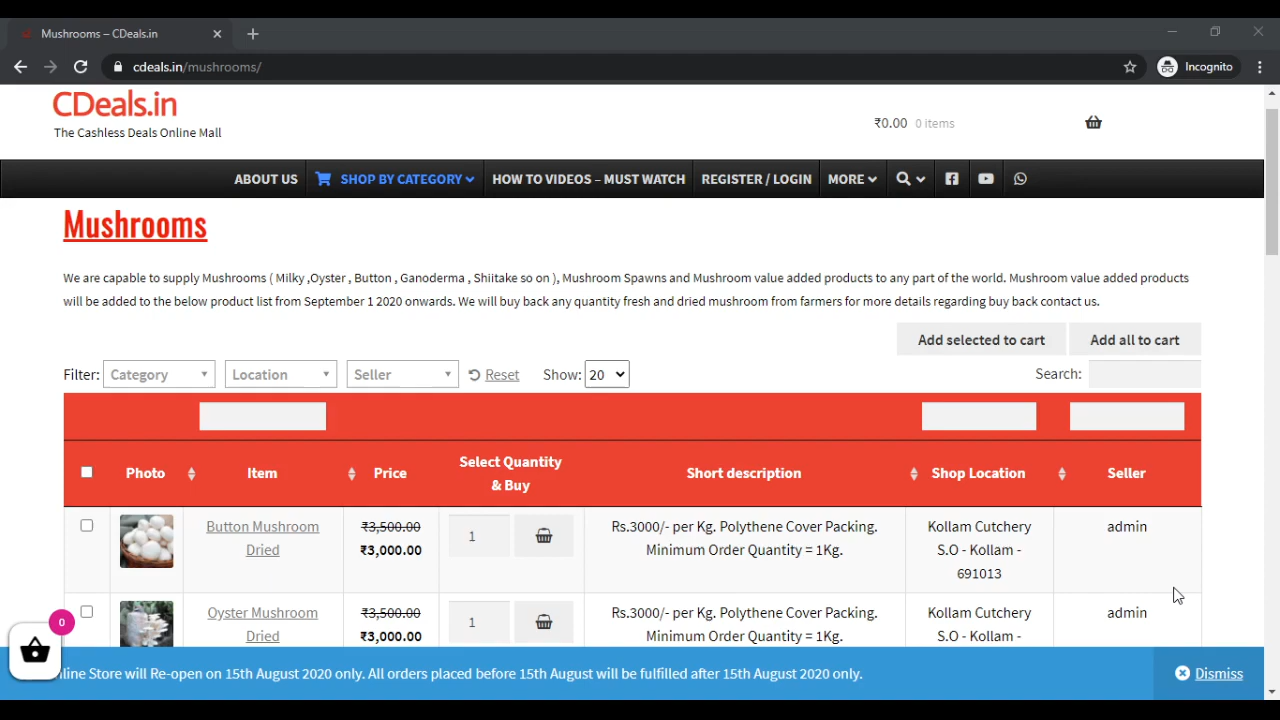 Mushrooms – CDeals.in
cdeals.in/mushrooms/
Incognito
CDeals.in
The Cashless Deals Online Mall
₹0.00 0 items
ABOUT US SHOP BY CATEGORY HOW TO VIDEOS – MUST WATCH REGISTER / LOGIN MORE
Mushrooms
We are capable to supply Mushrooms ( Milky ,Oyster , Button , Ganoderma , Shiitake so on ), Mushroom Spawns and Mushroom value added products to any part of the world. Mushroom value added products
will be added to the below product list from September 1 2020 onwards. We will buy back any quantity fresh and dried mushroom from farmers for more details regarding buy back contact us.
Add selected to cart Add all to cart
Filter: Category Location Seller Reset Show: 20 Search:
Photo Item Price Select Quantity & Buy Short description Shop Location Seller
Button Mushroom Dried
₹3,500.00
₹3,000.00
1
Rs.3000/- per Kg. Polythene Cover Packing.
Minimum Order Quantity = 1Kg.
Kollam Cutchery
S.O - Kollam -
691013
admin
Oyster Mushroom Dried
₹3,500.00
₹3,000.00
1
Rs.3000/- per Kg. Polythene Cover Packing.
Minimum Order Quantity = 1Kg.
Kollam Cutchery
S.O - Kollam -
admin
0
Store will Re-open on 15th August 2020 only. All orders placed before 15th August will be fulfilled after 15th August 2020 only.
Dismiss